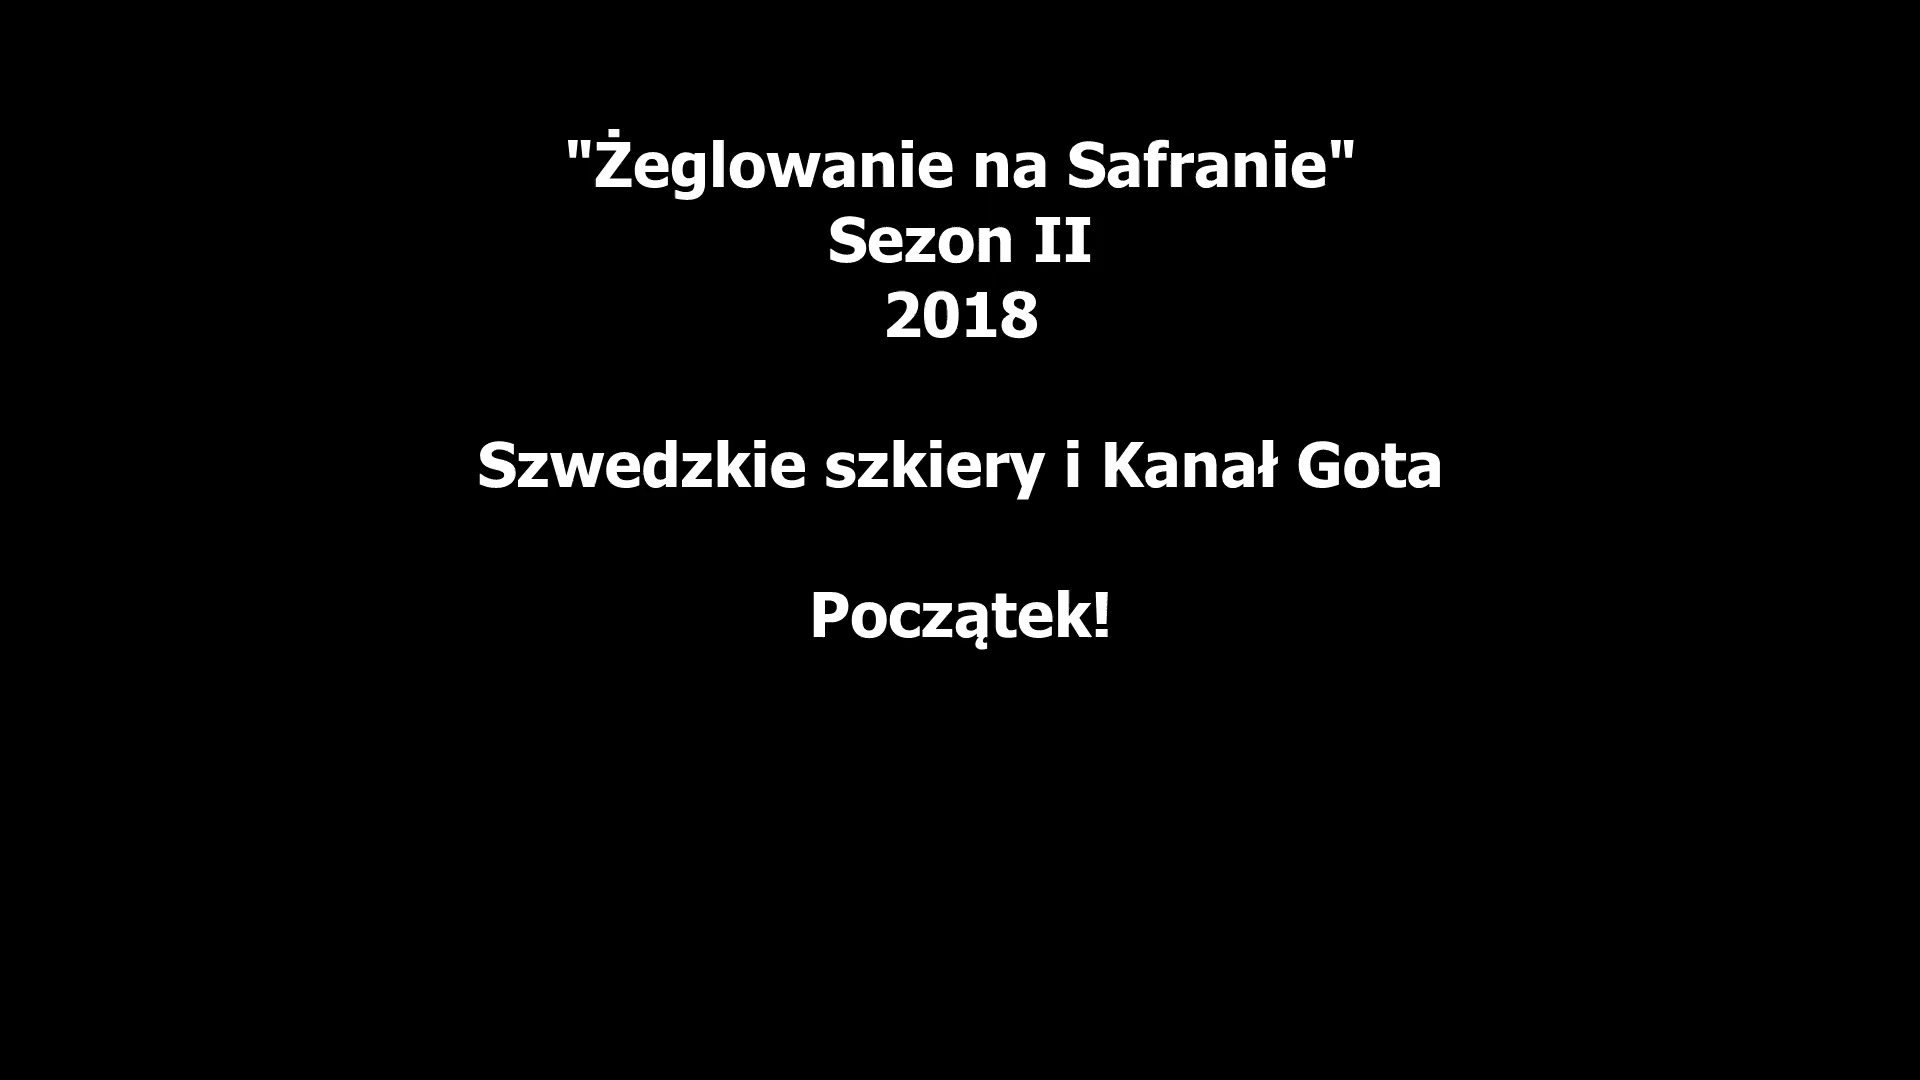 "Żeglowanie na Safranie"
Sezon II
2018
Szwedzkie szkiery i Kanał Gota
Początek!